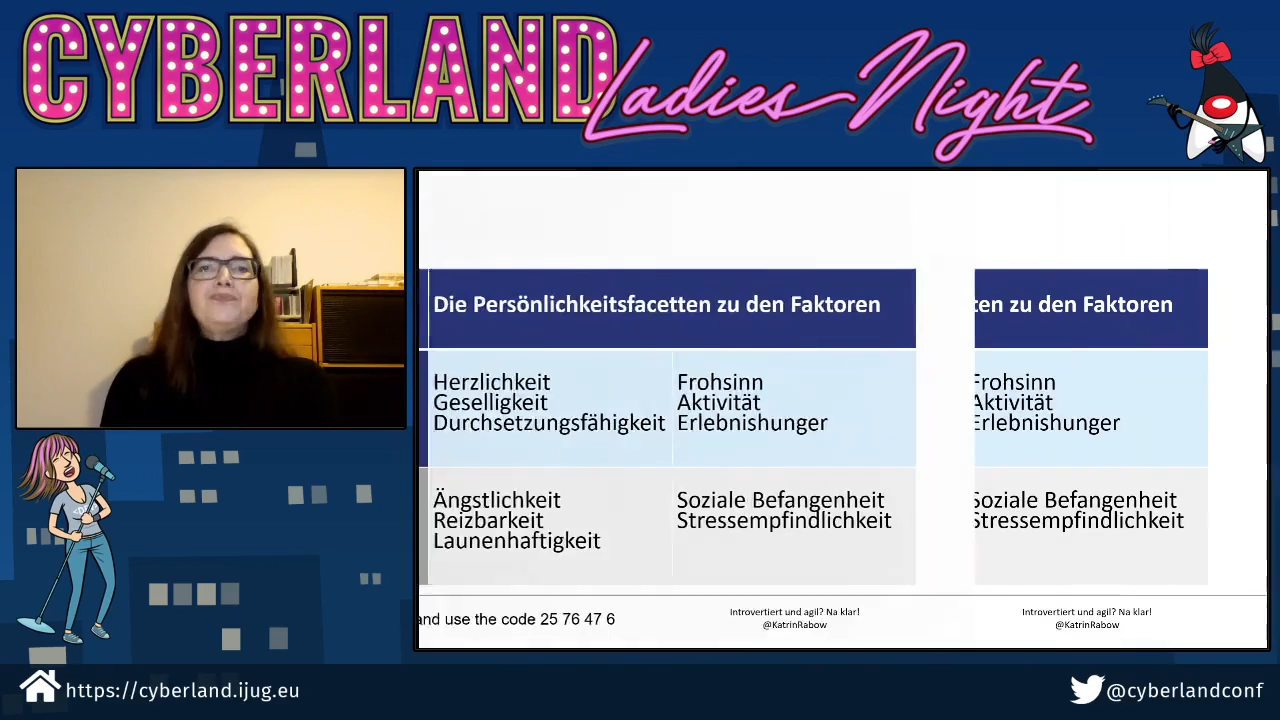 CYBERLAND Ladies Night
Die Persönlichkeitsfacetten zu den Faktoren
ten zu den Faktoren
Herzlichkeit
Geselligkeit
Durchsetzungsfähigkeit
Frohsinn
Aktivität
Erlebnishunger
Frohsinn
Aktivität
Erlebnishunger
Ängstlichkeit
Reizbarkeit
Launenhaftigkeit
Soziale Befangenheit
Stressempfindlichkeit
Soziale Befangenheit
Stressempfindlichkeit
and use the code 25 76 47 6
Introvertiert und agil? Na klar!
@KatrinRabow
Introvertiert und agil? Na klar!
@KatrinRabow
https://cyberland.ijug.eu
@cyberlandconf